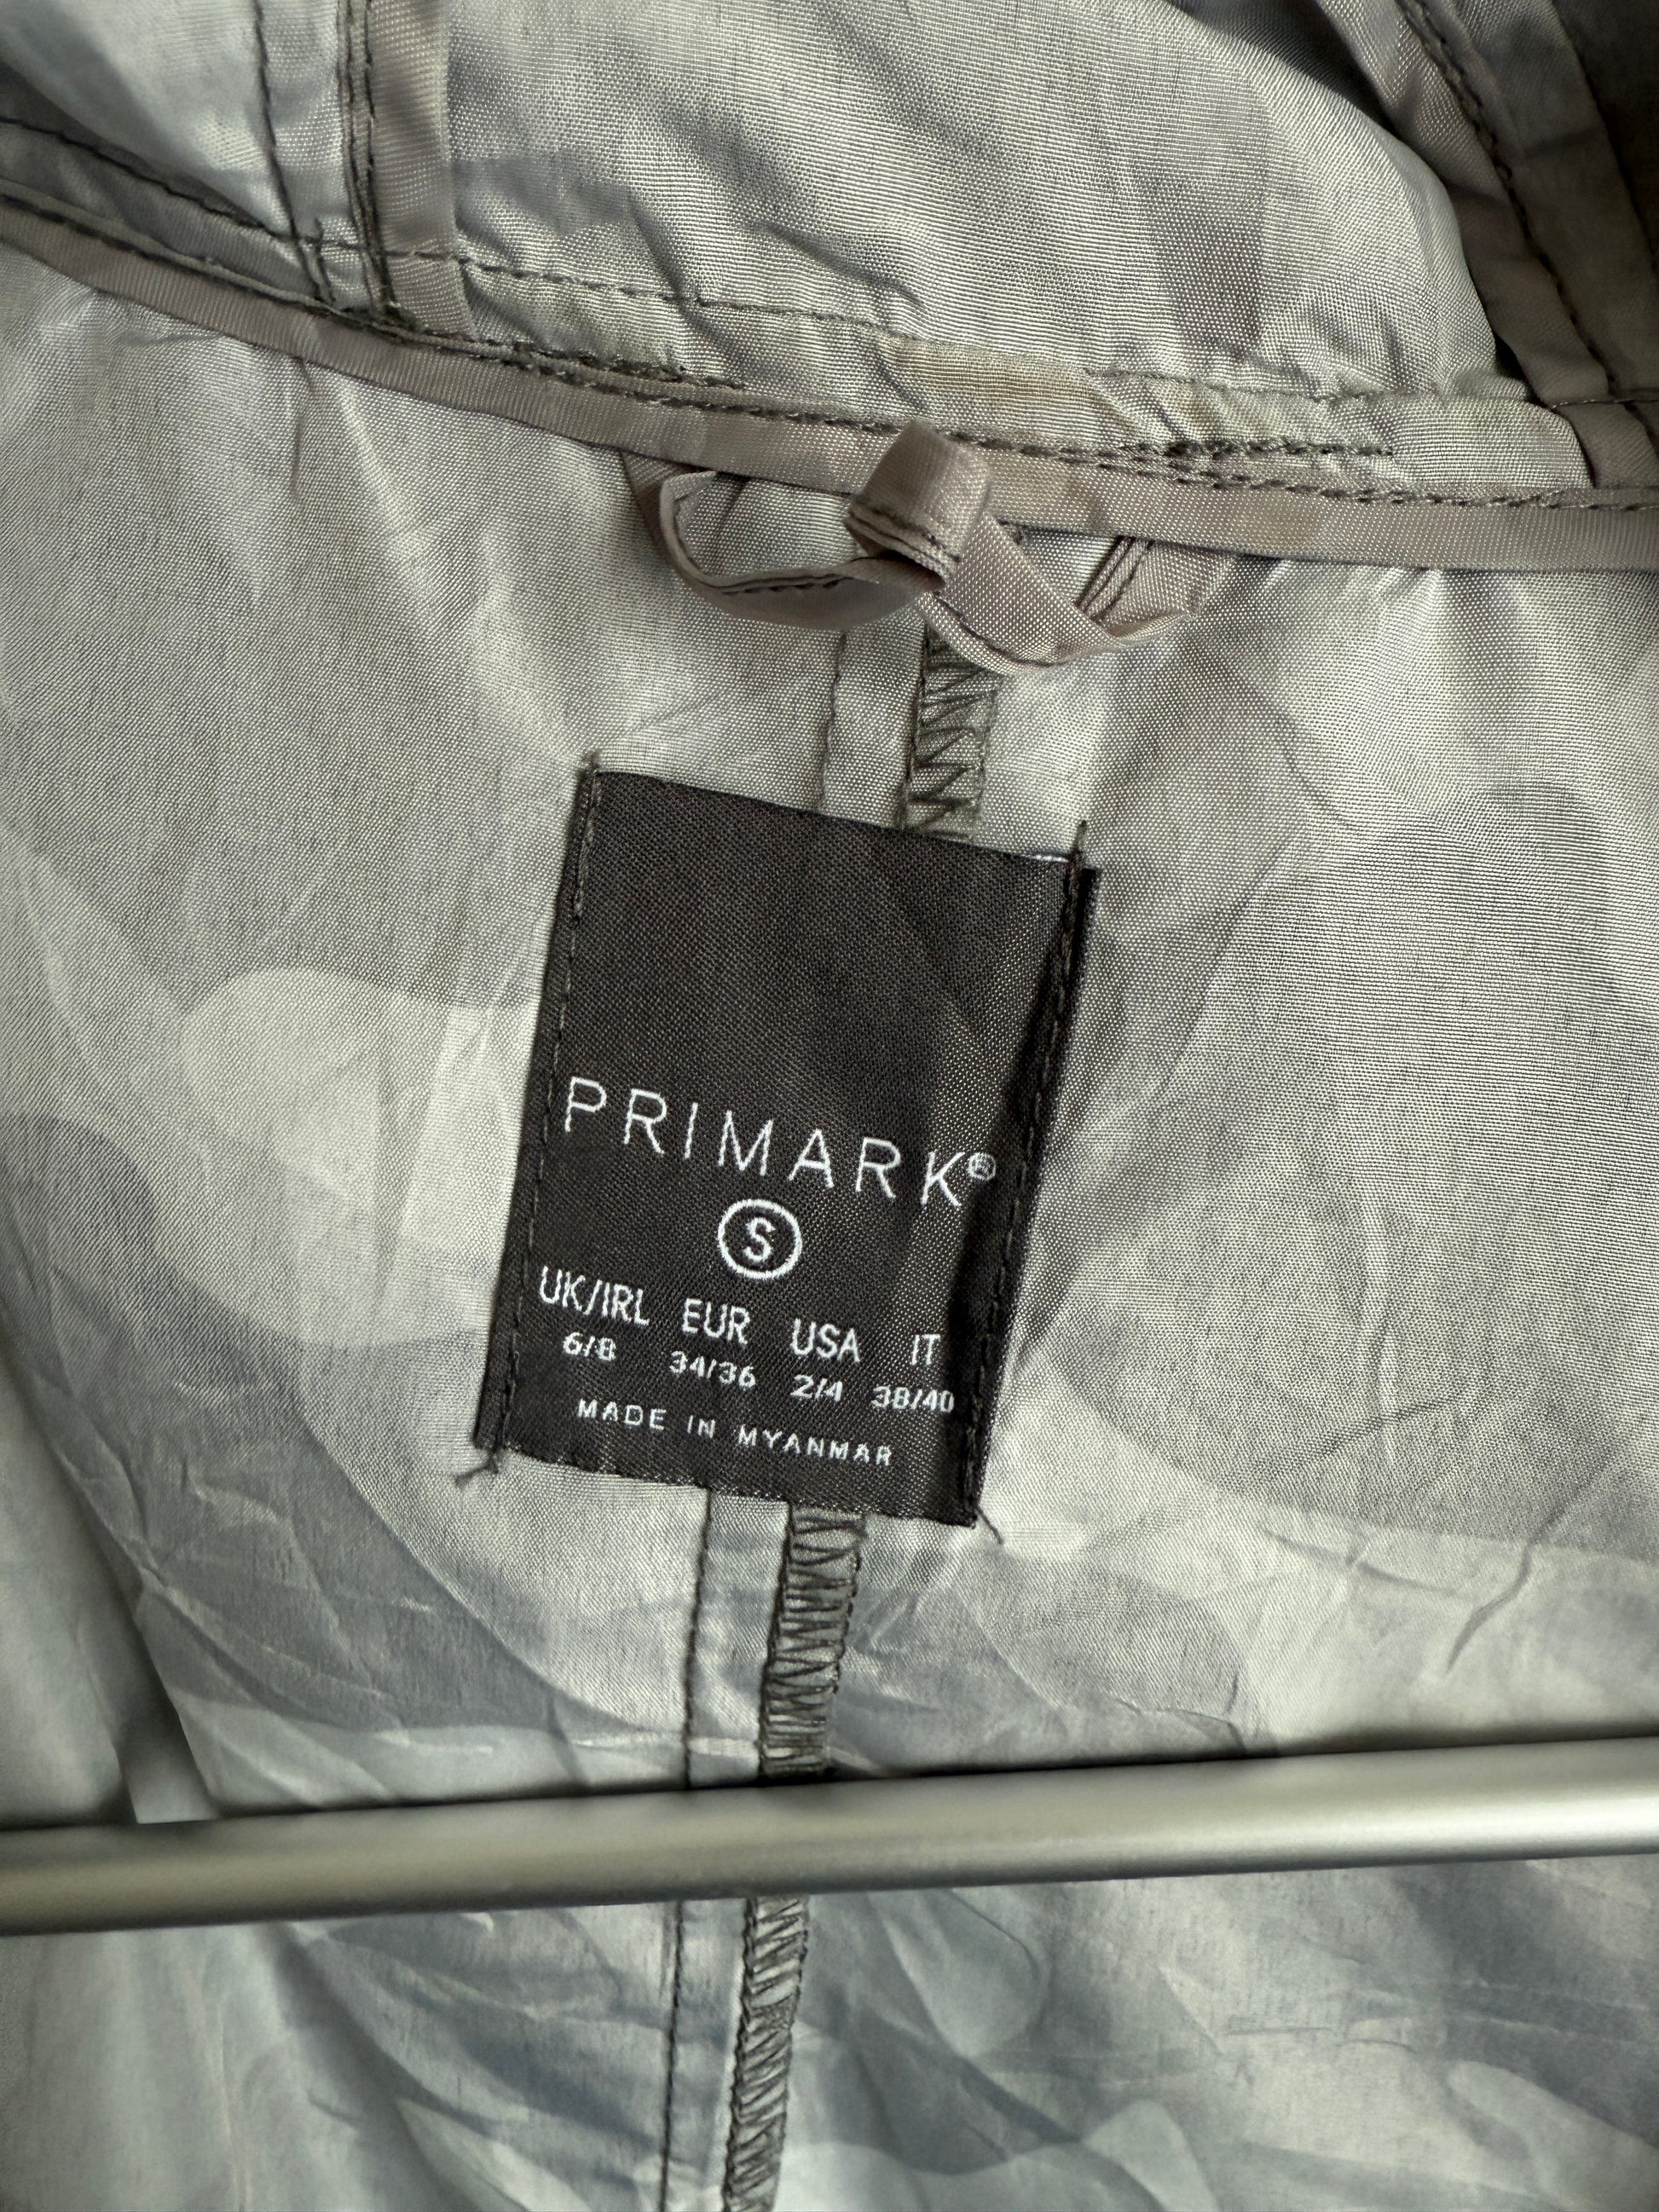 PRIMARK®
S
UK/IRL EUR USA IT
6/8 34/36 2/4 38/40
MADE IN MYANMAR